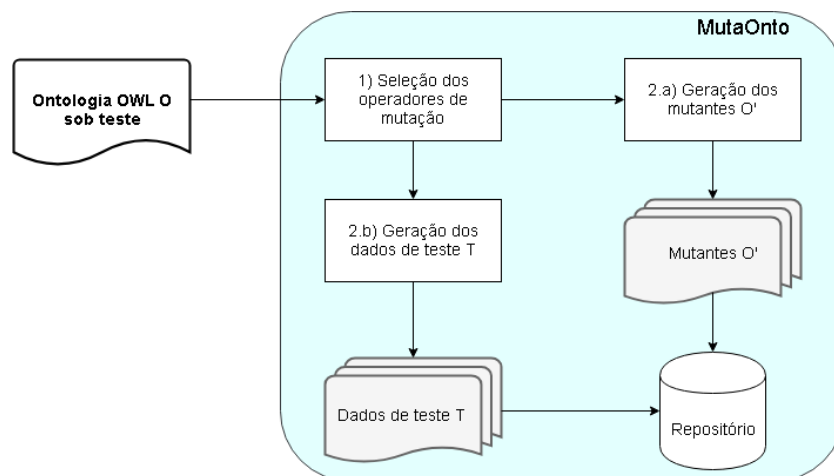 MutaOnto
Ontologia OWL O
sob teste
1) Seleção dos
operadores de
mutação
2.a) Geração dos
mutantes O'
2.b) Geração dos
dados de teste T
Mutantes O'
Dados de teste T
Repositório